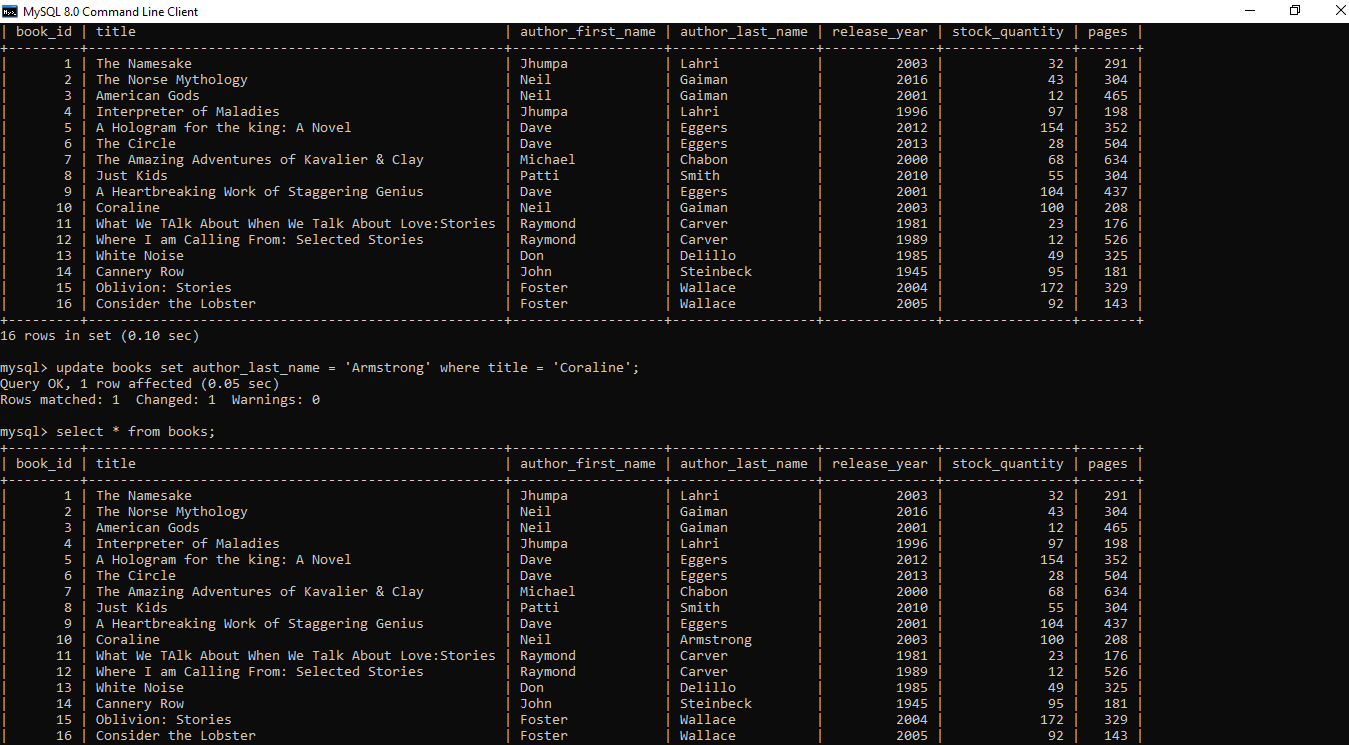 MySQL 8.0 Command Line Client
| book_id | title                                               | author_first_name | author_last_name | release_year | stock_quantity | pages |
+---------+-----------------------------------------------------+-------------------+------------------+--------------+----------------+-------+
|       1 | The Namesake                                        | Jhumpa            | Lahri            |         2003 |             32 |   291 |
|       2 | The Norse Mythology                                 | Neil              | Gaiman           |         2016 |             43 |   304 |
|       3 | American Gods                                       | Neil              | Gaiman           |         2001 |             12 |   465 |
|       4 | Interpreter of Maladies                             | Jhumpa            | Lahri            |         1996 |             97 |   198 |
|       5 | A Hologram for the king: A Novel                    | Dave              | Eggers           |         2012 |            154 |   352 |
|       6 | The Circle                                          | Dave              | Eggers           |         2013 |             28 |   504 |
|       7 | The Amazing Adventures of Kavalier & Clay           | Michael           | Chabon           |         2000 |             68 |   634 |
|       8 | Just Kids                                           | Patti             | Smith            |         2010 |             55 |   304 |
|       9 | A Heartbreaking Work of Staggering Genius           | Dave              | Eggers           |         2001 |            104 |   437 |
|      10 | Coraline                                            | Neil              | Gaiman           |         2003 |            100 |   208 |
|      11 | What We TAlk About When We Talk About Love:Stories  | Raymond           | Carver           |         1981 |             23 |   176 |
|      12 | Where I am Calling From: Selected Stories           | Raymond           | Carver           |         1989 |             12 |   526 |
|      13 | White Noise                                         | Don               | Delillo          |         1985 |             49 |   325 |
|      14 | Cannery Row                                         | John              | Steinbeck        |         1945 |             95 |   181 |
|      15 | Oblivion: Stories                                   | Foster            | Wallace          |         2004 |            172 |   329 |
|      16 | Consider the Lobster                                | Foster            | Wallace          |         2005 |             92 |   143 |
+---------+-----------------------------------------------------+-------------------+------------------+--------------+----------------+-------+
16 rows in set (0.10 sec)
mysql> update books set author_last_name = 'Armstrong' where title = 'Coraline';
Query OK, 1 row affected (0.05 sec)
Rows matched: 1  Changed: 1  Warnings: 0
mysql> select * from books;
+---------+-----------------------------------------------------+-------------------+------------------+--------------+----------------+-------+
| book_id | title                                               | author_first_name | author_last_name | release_year | stock_quantity | pages |
+---------+-----------------------------------------------------+-------------------+------------------+--------------+----------------+-------+
|       1 | The Namesake                                        | Jhumpa            | Lahri            |         2003 |             32 |   291 |
|       2 | The Norse Mythology                                 | Neil              | Gaiman           |         2016 |             43 |   304 |
|       3 | American Gods                                       | Neil              | Gaiman           |         2001 |             12 |   465 |
|       4 | Interpreter of Maladies                             | Jhumpa            | Lahri            |         1996 |             97 |   198 |
|       5 | A Hologram for the king: A Novel                    | Dave              | Eggers           |         2012 |            154 |   352 |
|       6 | The Circle                                          | Dave              | Eggers           |         2013 |             28 |   504 |
|       7 | The Amazing Adventures of Kavalier & Clay           | Michael           | Chabon           |         2000 |             68 |   634 |
|       8 | Just Kids                                           | Patti             | Smith            |         2010 |             55 |   304 |
|       9 | A Heartbreaking Work of Staggering Genius           | Dave              | Eggers           |         2001 |            104 |   437 |
|      10 | Coraline                                            | Neil              | Armstrong        |         2003 |            100 |   208 |
|      11 | What We TAlk About When We Talk About Love:Stories  | Raymond           | Carver           |         1981 |             23 |   176 |
|      12 | Where I am Calling From: Selected Stories           | Raymond           | Carver           |         1989 |             12 |   526 |
|      13 | White Noise                                         | Don               | Delillo          |         1985 |             49 |   325 |
|      14 | Cannery Row                                         | John              | Steinbeck        |         1945 |             95 |   181 |
|      15 | Oblivion: Stories                                   | Foster            | Wallace          |         2004 |            172 |   329 |
|      16 | Consider the Lobster                                | Foster            | Wallace          |         2005 |             92 |   143 |